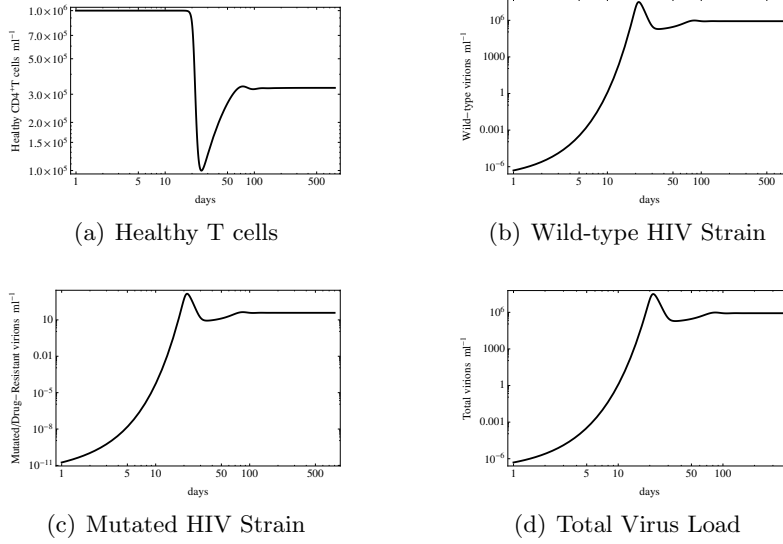 Healthy CD4+T cells ml⁻¹
1.0×10⁶
7.0×10⁵
5.0×10⁵
3.0×10⁵
2.0×10⁵
1.5×10⁵
1.0×10⁵
1 5 10 50 100 500
days
(a) Healthy T cells
Wild-type virions ml⁻¹
10⁶
1000
1
0.001
10⁻⁶
1 5 10 50 100 500
days
(b) Wild-type HIV Strain
Mutated/Drug-Resistant virions ml⁻¹
10
0.01
10⁻⁵
10⁻⁸
10⁻¹¹
1 5 10 50 100 500
days
(c) Mutated HIV Strain
Total virions ml⁻¹
10⁶
1000
1
0.001
10⁻⁶
1 5 10 50 100 500
days
(d) Total Virus Load